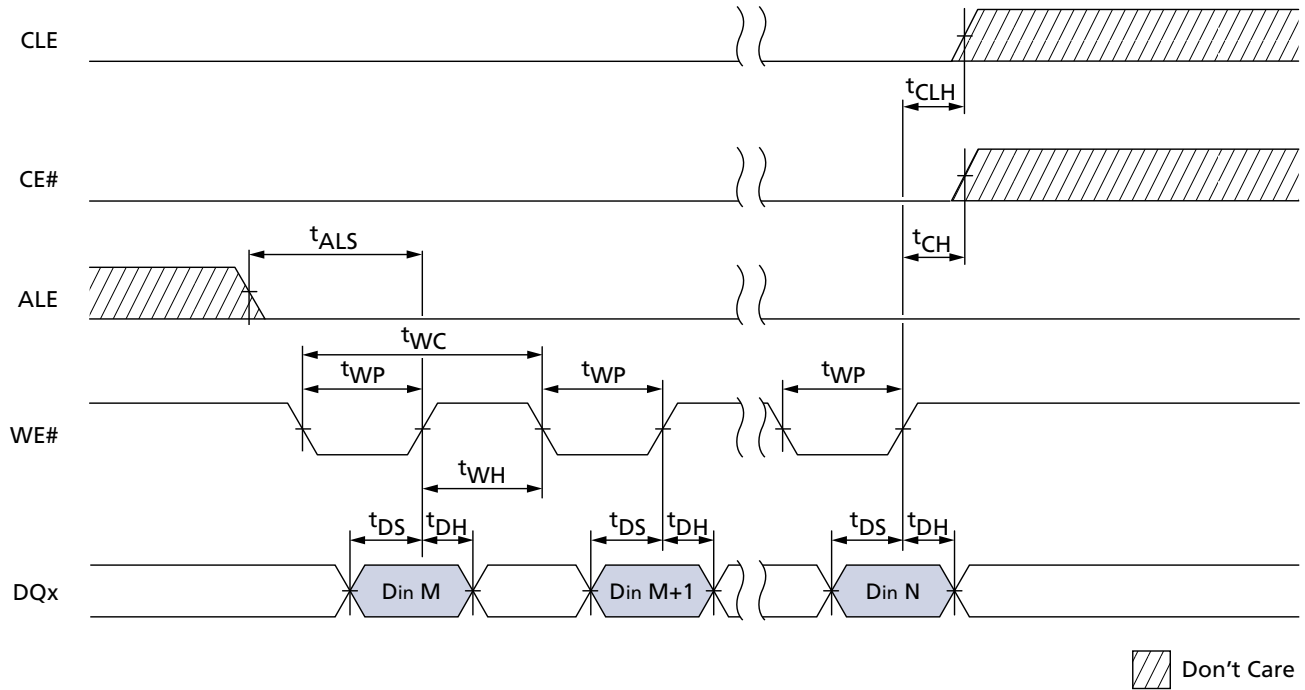 CLE
tCLH
CE#
tALS
tCH
ALE
tWC
tWP
tWP
tWP
WE#
tWH
tDS
tDH
tDS
tDH
tDS
tDH
DQx
Din M
Din M+1
Din N
Don't Care